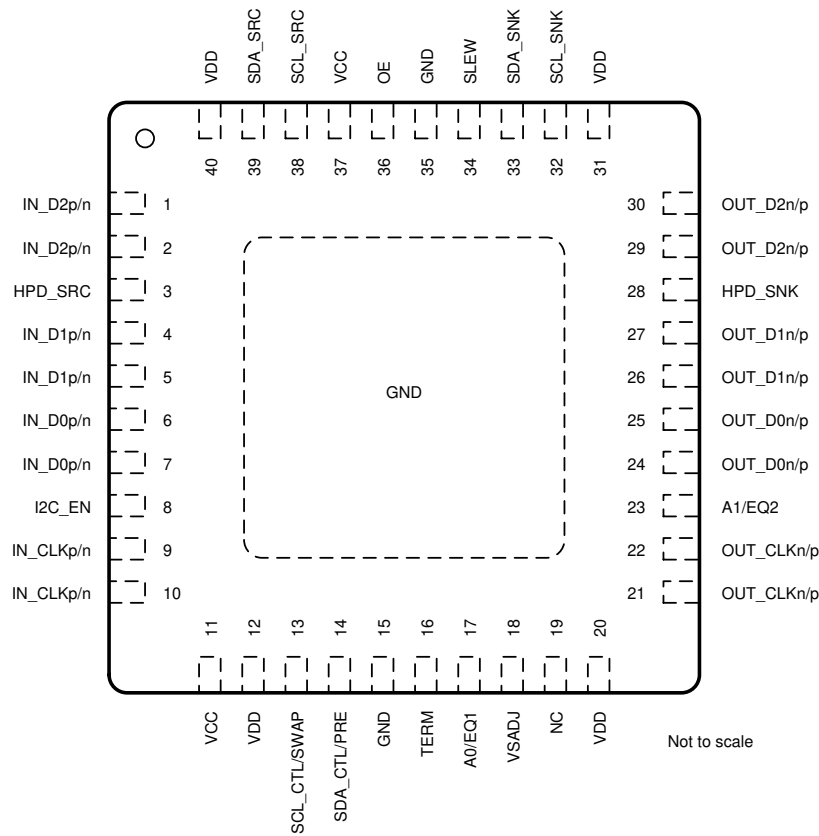 VDD
SDA_SRC
SCL_SRC
VCC
OE
GND
SLEW
SDA_SNK
SCL_SNK
VDD
40
39
38
37
36
35
34
33
32
31
IN_D2p/n 1
30 OUT_D2n/p
IN_D2p/n 2
29 OUT_D2n/p
HPD_SRC 3
28 HPD_SNK
IN_D1p/n 4
27 OUT_D1n/p
IN_D1p/n 5
26 OUT_D1n/p
GND
IN_D0p/n 6
25 OUT_D0n/p
IN_D0p/n 7
24 OUT_D0n/p
I2C_EN 8
23 A1/EQ2
IN_CLKp/n 9
22 OUT_CLKn/p
IN_CLKp/n 10
21 OUT_CLKn/p
11
12
13
14
15
16
17
18
19
20
VCC
VDD
SCL_CTL/SWAP
SDA_CTL/PRE
GND
TERM
A0/EQ1
VSADJ
NC
VDD
Not to scale